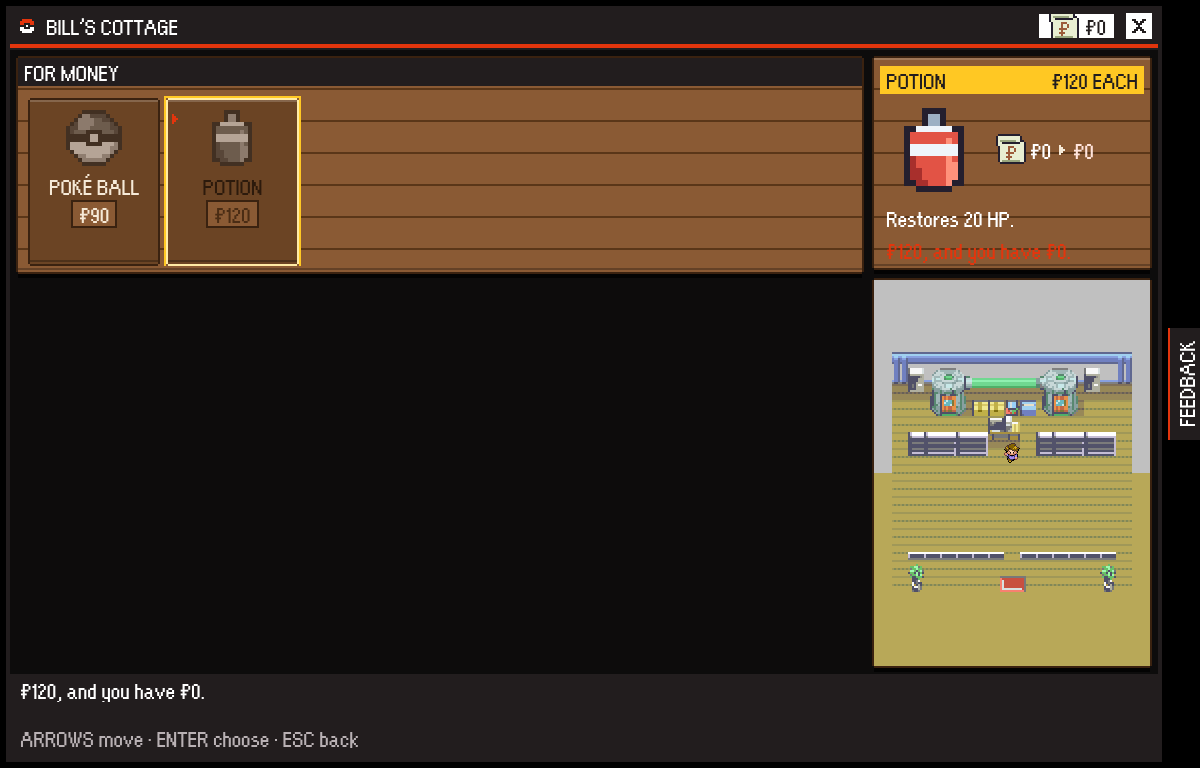 BILL'S COTTAGE
₽ ₽0 X
FOR MONEY
POKÉ BALL
₽90
POTION
₽120
POTION ₽120 EACH
₽ ₽0 ▸ ₽0
Restores 20 HP.
₽120, and you have ₽0.
FEEDBACK
₽120, and you have ₽0.
ARROWS move · ENTER choose · ESC back